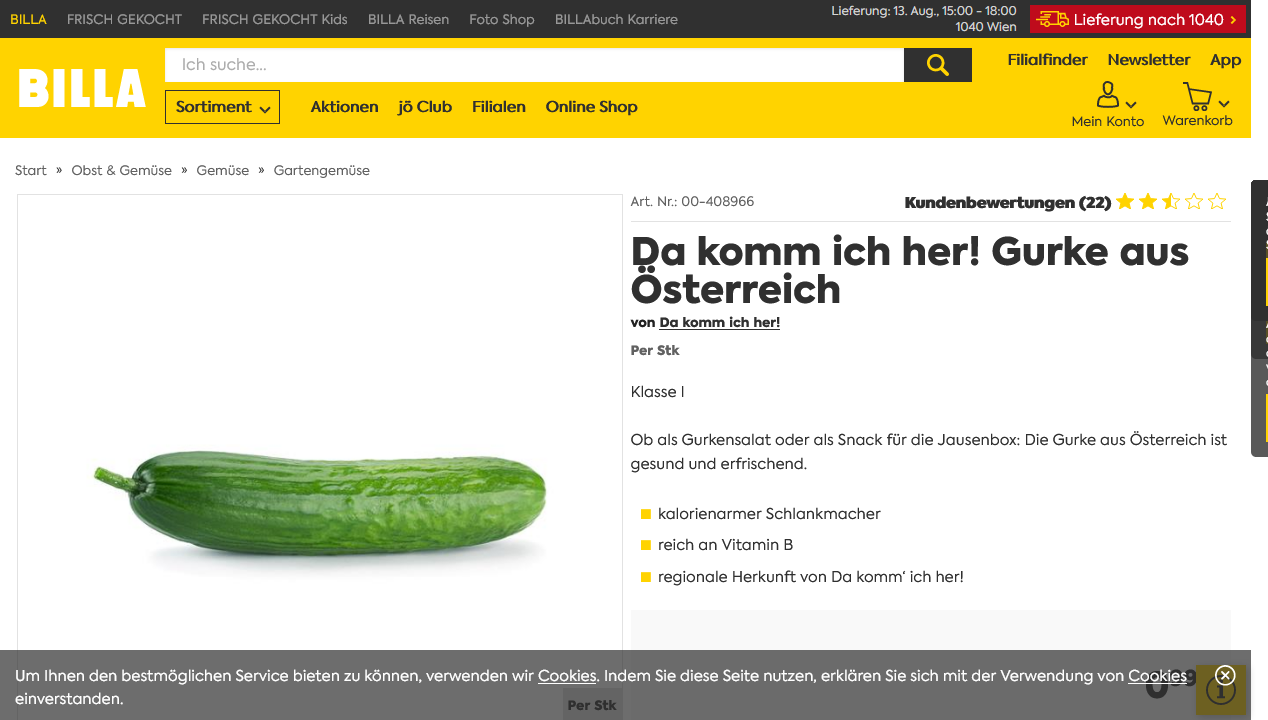 BILLA FRISCH GEKOCHT FRISCH GEKOCHT Kids BILLA Reisen Foto Shop BILLAbuch Karriere
Lieferung: 13. Aug., 15:00 - 18:00
1040 Wien
Lieferung nach 1040
BILLA
Ich suche...
Filialfinder Newsletter App
Sortiment Aktionen jö Club Filialen Online Shop
Mein Konto Warenkorb
Start » Obst & Gemüse » Gemüse » Gartengemüse
Art. Nr.: 00-408966
Kundenbewertungen (22)
Da komm ich her! Gurke aus
Österreich
von Da komm ich her!
Per Stk
Klasse I
Ob als Gurkensalat oder als Snack für die Jausenbox: Die Gurke aus Österreich ist
gesund und erfrischend.
kalorienarmer Schlankmacher
reich an Vitamin B
regionale Herkunft von Da komm‘ ich her!
Um Ihnen den bestmöglichen Service bieten zu können, verwenden wir Cookies. Indem Sie diese Seite nutzen, erklären Sie sich mit der Verwendung von Cookies
einverstanden.
Per Stk